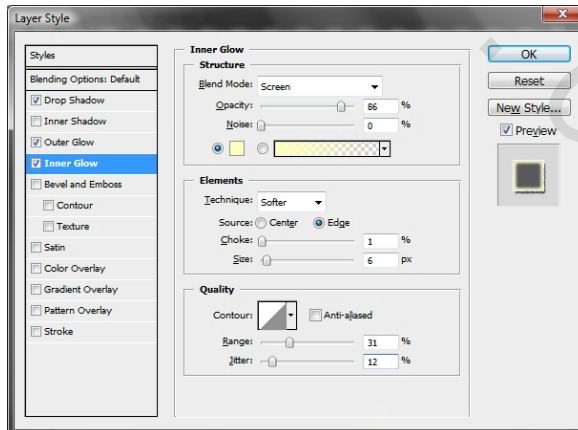 Layer Style
Styles
Blending Options: Default
Drop Shadow
Inner Shadow
Outer Glow
Inner Glow
Bevel and Emboss
Contour
Texture
Satin
Color Overlay
Gradient Overlay
Pattern Overlay
Stroke
Inner Glow
Structure
Blend Mode: Screen
Opacity: 86 %
Noise: 0 %
Elements
Technique: Softer
Source: Center Edge
Choke: 1 %
Size: 6 px
Quality
Contour: Anti-aliased
Range: 31 %
Jitter: 12 %
OK
Reset
New Style...
Preview